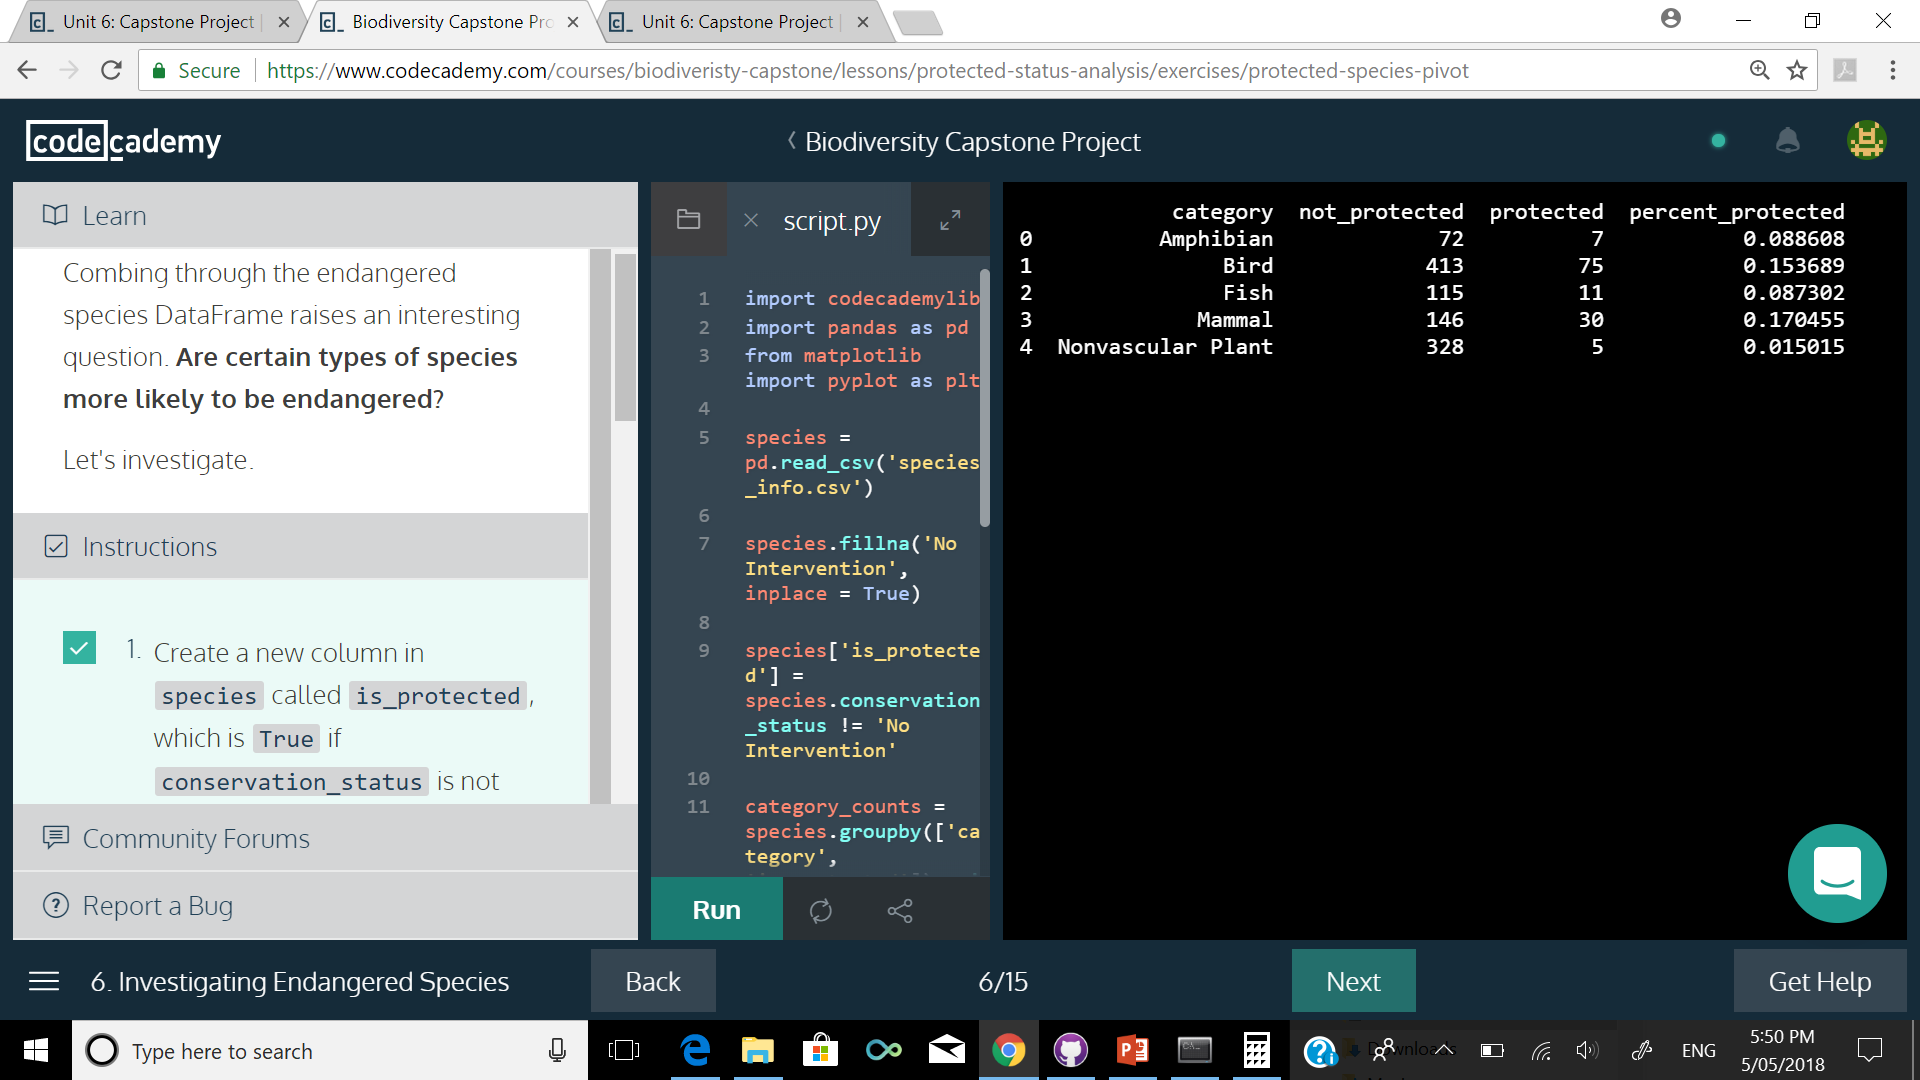 Unit 6: Capstone Project
Biodiversity Capstone Pro
Unit 6: Capstone Project
Secure
https://www.codecademy.com/courses/biodiveristy-capstone/lessons/protected-status-analysis/exercises/protected-species-pivot
codecademy
Biodiversity Capstone Project
Learn
Combing through the endangered
species DataFrame raises an interesting
question. Are certain types of species
more likely to be endangered?
Let's investigate.
Instructions
1. Create a new column in
species called is_protected,
which is True if
conservation_status is not
Community Forums
Report a Bug
script.py
1 import codecademylib
2 import pandas as pd
3 from matplotlib
import pyplot as plt
4
5 species =
pd.read_csv('species
_info.csv')
6
7 species.fillna('No
Intervention',
inplace = True)
8
9 species['is_protecte
d'] =
species.conservation
_status != 'No
Intervention'
10
11 category_counts =
species.groupby(['ca
tegory',
Run
category not_protected protected percent_protected
0 Amphibian 72 7 0.088608
1 Bird 413 75 0.153689
2 Fish 115 11 0.087302
3 Mammal 146 30 0.170455
4 Nonvascular Plant 328 5 0.015015
6. Investigating Endangered Species
Back
6/15
Next
Get Help
Type here to search
Downloads
ENG
5:50 PM
5/05/2018